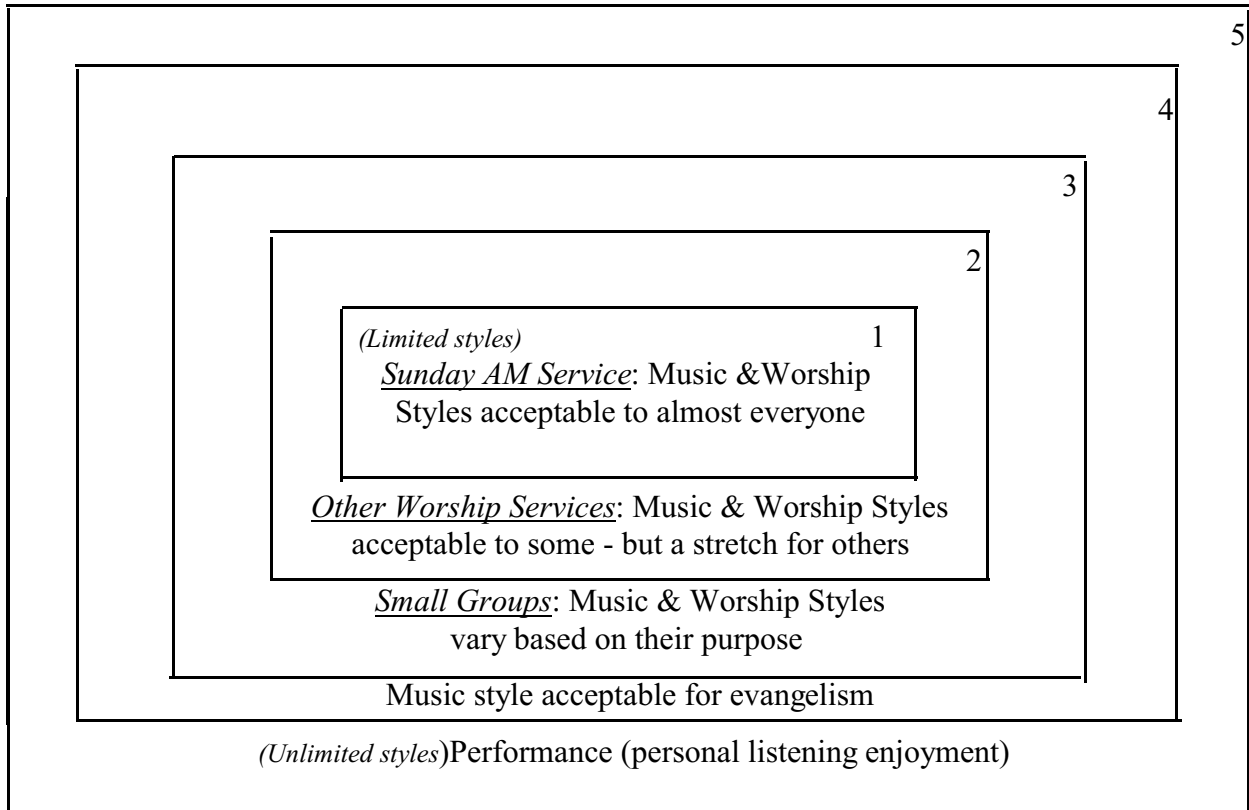 5
4
3
2
(Limited styles) 1
Sunday AM Service: Music &Worship
Styles acceptable to almost everyone
Other Worship Services: Music & Worship Styles
acceptable to some - but a stretch for others
Small Groups: Music & Worship Styles
vary based on their purpose
Music style acceptable for evangelism
(Unlimited styles)Performance (personal listening enjoyment)